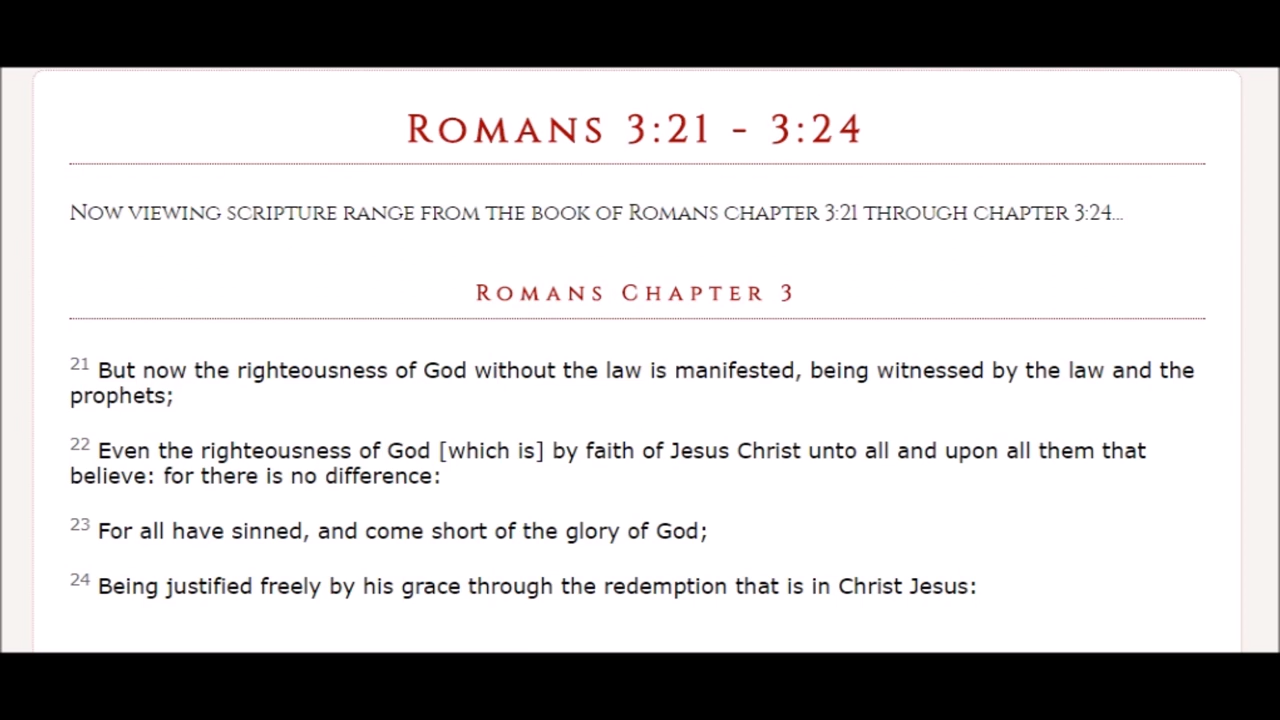 Romans 3:21 - 3:24
Now viewing scripture range from the book of Romans chapter 3:21 through chapter 3:24...
Romans Chapter 3
21 But now the righteousness of God without the law is manifested, being witnessed by the law and the
prophets;
22 Even the righteousness of God [which is] by faith of Jesus Christ unto all and upon all them that
believe: for there is no difference:
23 For all have sinned, and come short of the glory of God;
24 Being justified freely by his grace through the redemption that is in Christ Jesus: